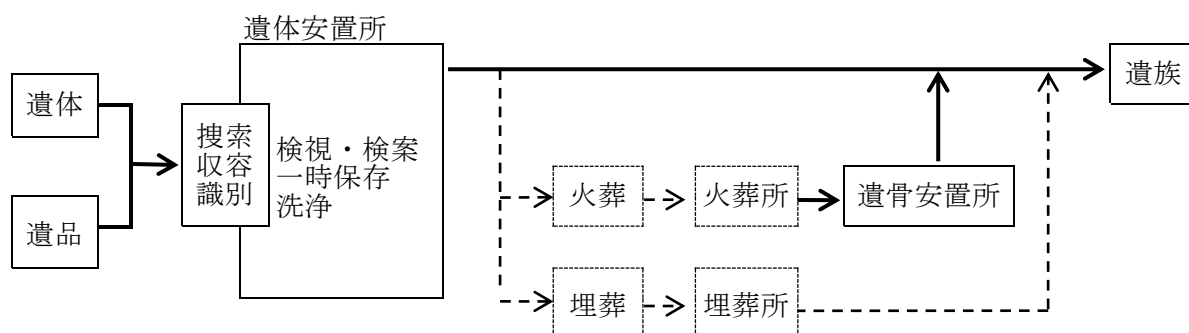 遺体安置所
遺体
遺品
捜索
収容
識別
検視・検案
一時保存
洗浄
遺族
火葬
火葬所
遺骨安置所
埋葬
埋葬所